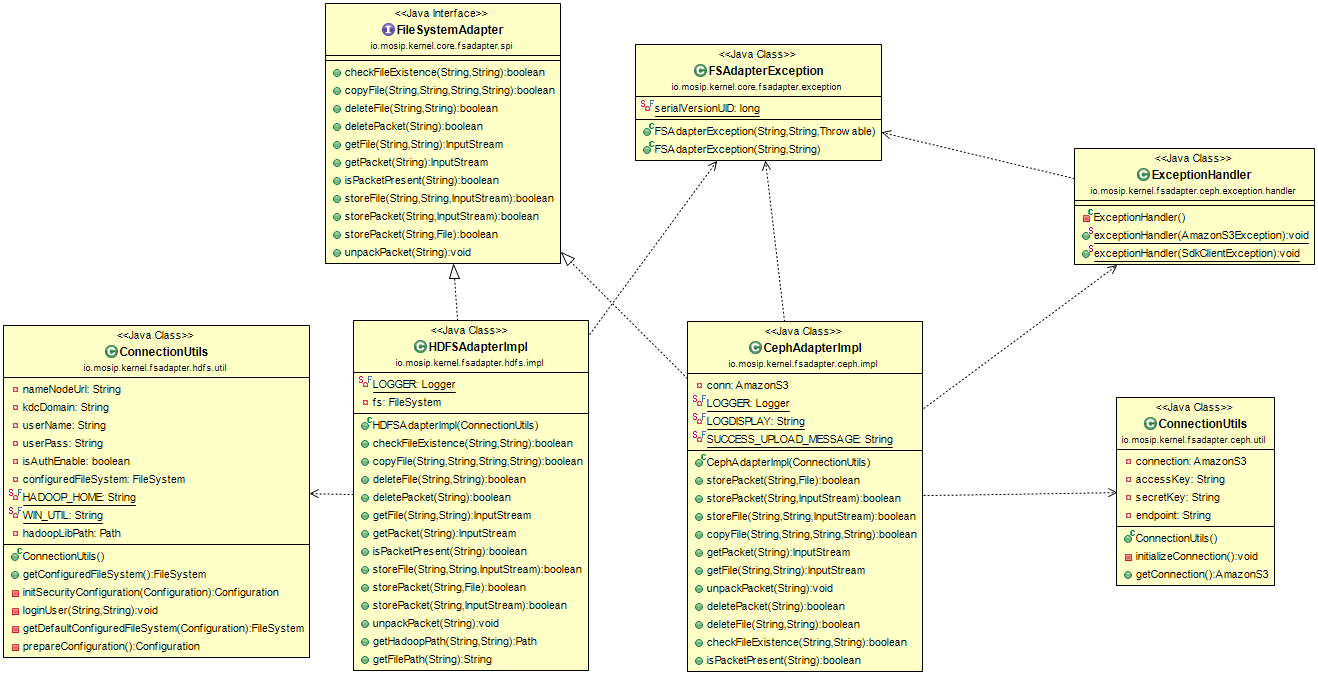 <<Java Interface>>
FileSystemAdapter
io.mosip.kernel.core.fsadapter.spi
checkFileExistence(String,String):boolean
copyFile(String,String,String,String):boolean
deleteFile(String,String):boolean
deletePacket(String):boolean
getFile(String,String):InputStream
getPacket(String):InputStream
isPacketPresent(String):boolean
storeFile(String,String,InputStream):boolean
storePacket(String,InputStream):boolean
storePacket(String,File):boolean
unpackPacket(String):void
<<Java Class>>
FSAdapterException
io.mosip.kernel.core.fsadapter.exception
serialVersionUID: long
FSAdapterException(String,String,Throwable)
FSAdapterException(String,String)
<<Java Class>>
ExceptionHandler
io.mosip.kernel.fsadapter.ceph.exception.handler
ExceptionHandler()
exceptionHandler(AmazonS3Exception):void
exceptionHandler(SdkClientException):void
<<Java Class>>
ConnectionUtils
io.mosip.kernel.fsadapter.hdfs.util
nameNodeUrl: String
kdcDomain: String
userName: String
userPass: String
isAuthEnable: boolean
configuredFileSystem: FileSystem
HADOOP_HOME: String
WIN_UTIL: String
hadoopLibPath: Path
ConnectionUtils()
getConfiguredFileSystem():FileSystem
initSecurityConfiguration(Configuration):Configuration
loginUser(String,String):void
getDefaultConfiguredFileSystem(Configuration):FileSystem
prepareConfiguration():Configuration
<<Java Class>>
HDFSAdapterImpl
io.mosip.kernel.fsadapter.hdfs.impl
LOGGER: Logger
fs: FileSystem
HDFSAdapterImpl(ConnectionUtils)
checkFileExistence(String,String):boolean
copyFile(String,String,String,String):boolean
deleteFile(String,String):boolean
deletePacket(String):boolean
getFile(String,String):InputStream
getPacket(String):InputStream
isPacketPresent(String):boolean
storeFile(String,String,InputStream):boolean
storePacket(String,File):boolean
storePacket(String,InputStream):boolean
unpackPacket(String):void
getHadoopPath(String,String):Path
getFilePath(String):String
<<Java Class>>
CephAdapterImpl
io.mosip.kernel.fsadapter.ceph.impl
conn: AmazonS3
LOGGER: Logger
LOGDISPLAY: String
SUCCESS_UPLOAD_MESSAGE: String
CephAdapterImpl(ConnectionUtils)
storePacket(String,File):boolean
storePacket(String,InputStream):boolean
storeFile(String,String,InputStream):boolean
copyFile(String,String,String,String):boolean
getPacket(String):InputStream
getFile(String,String):InputStream
unpackPacket(String):void
deletePacket(String):boolean
deleteFile(String,String):boolean
checkFileExistence(String,String):boolean
isPacketPresent(String):boolean
<<Java Class>>
ConnectionUtils
io.mosip.kernel.fsadapter.ceph.util
connection: AmazonS3
accessKey: String
secretKey: String
endpoint: String
ConnectionUtils()
initializeConnection():void
getConnection():AmazonS3